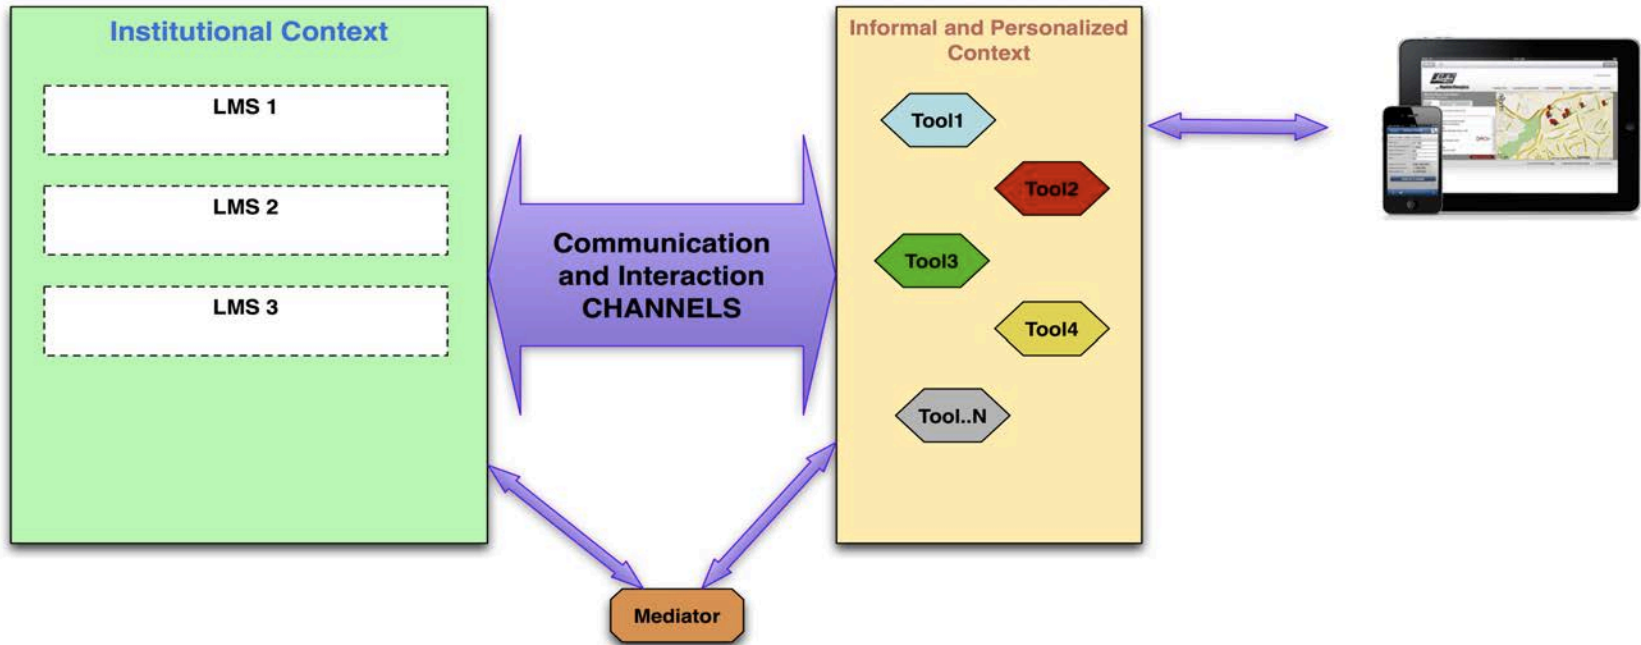 Institutional Context
LMS 1
LMS 2
LMS 3
Communication
and Interaction
CHANNELS
Informal and Personalized
Context
Tool1
Tool2
Tool3
Tool4
Tool..N
Mediator